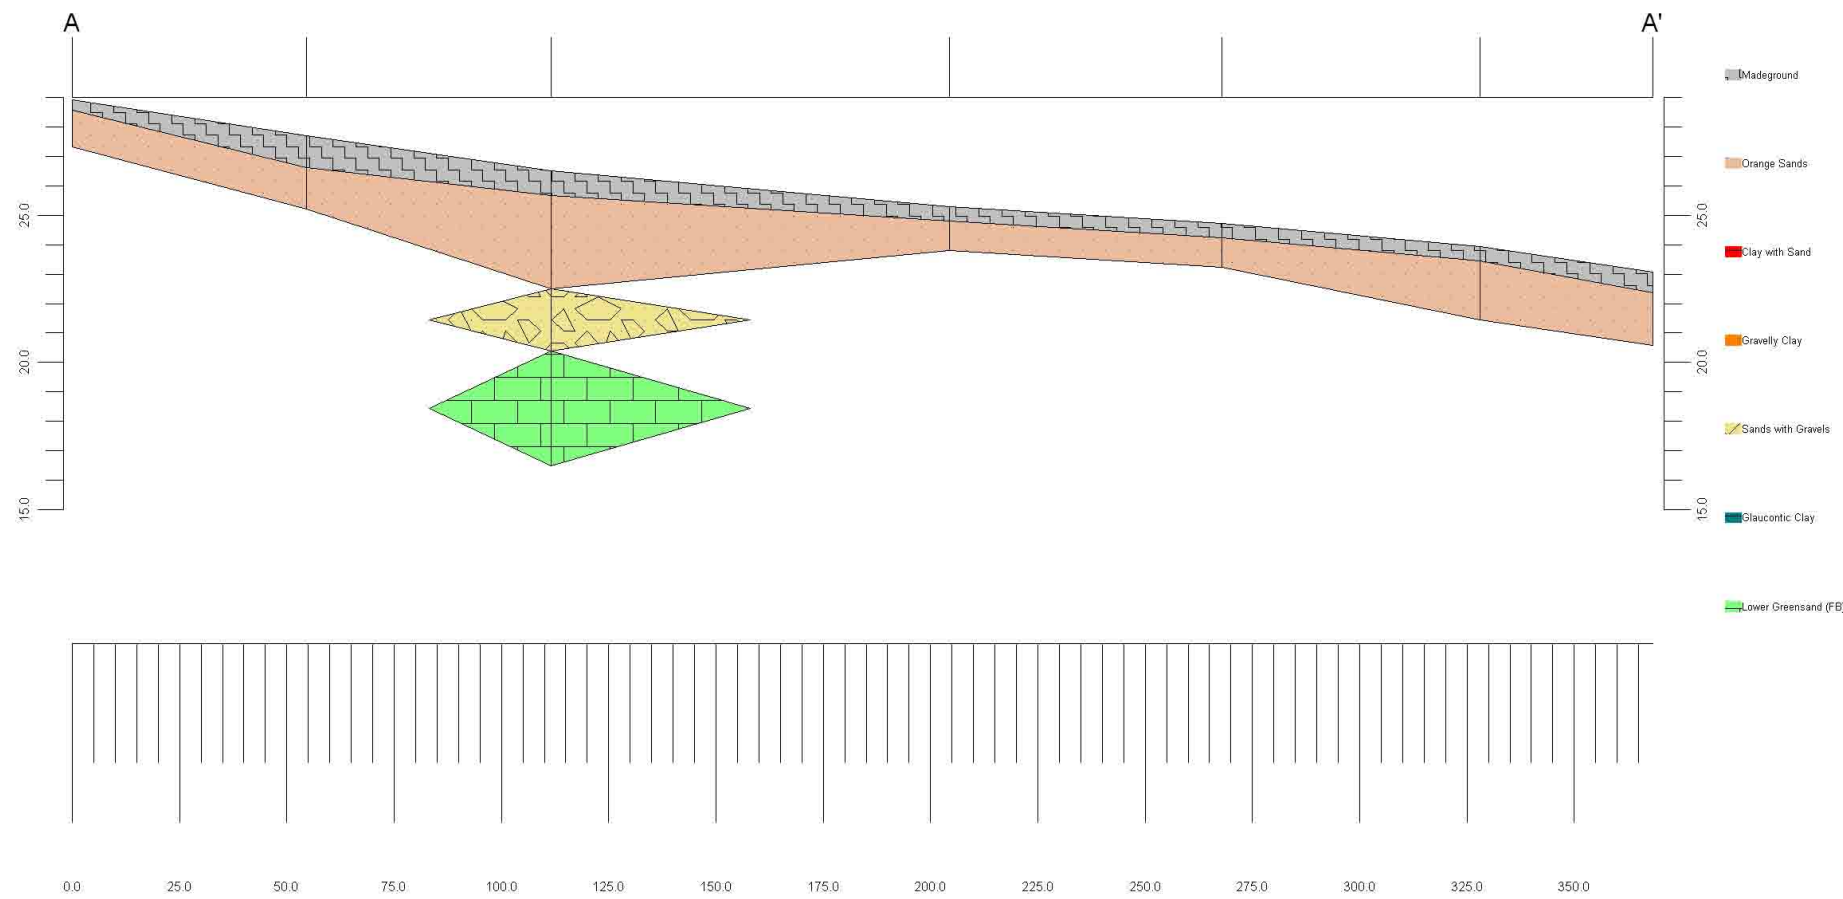 A A'
Madeground
Orange Sands
25.0 25.0
Clay with Sand
Gravelly Clay
20.0 20.0
Sands with Gravels
15.0 15.0
Glaucontic Clay
Lower Greensand (FB)
0.0 25.0 50.0 75.0 100.0 125.0 150.0 175.0 200.0 225.0 250.0 275.0 300.0 325.0 350.0